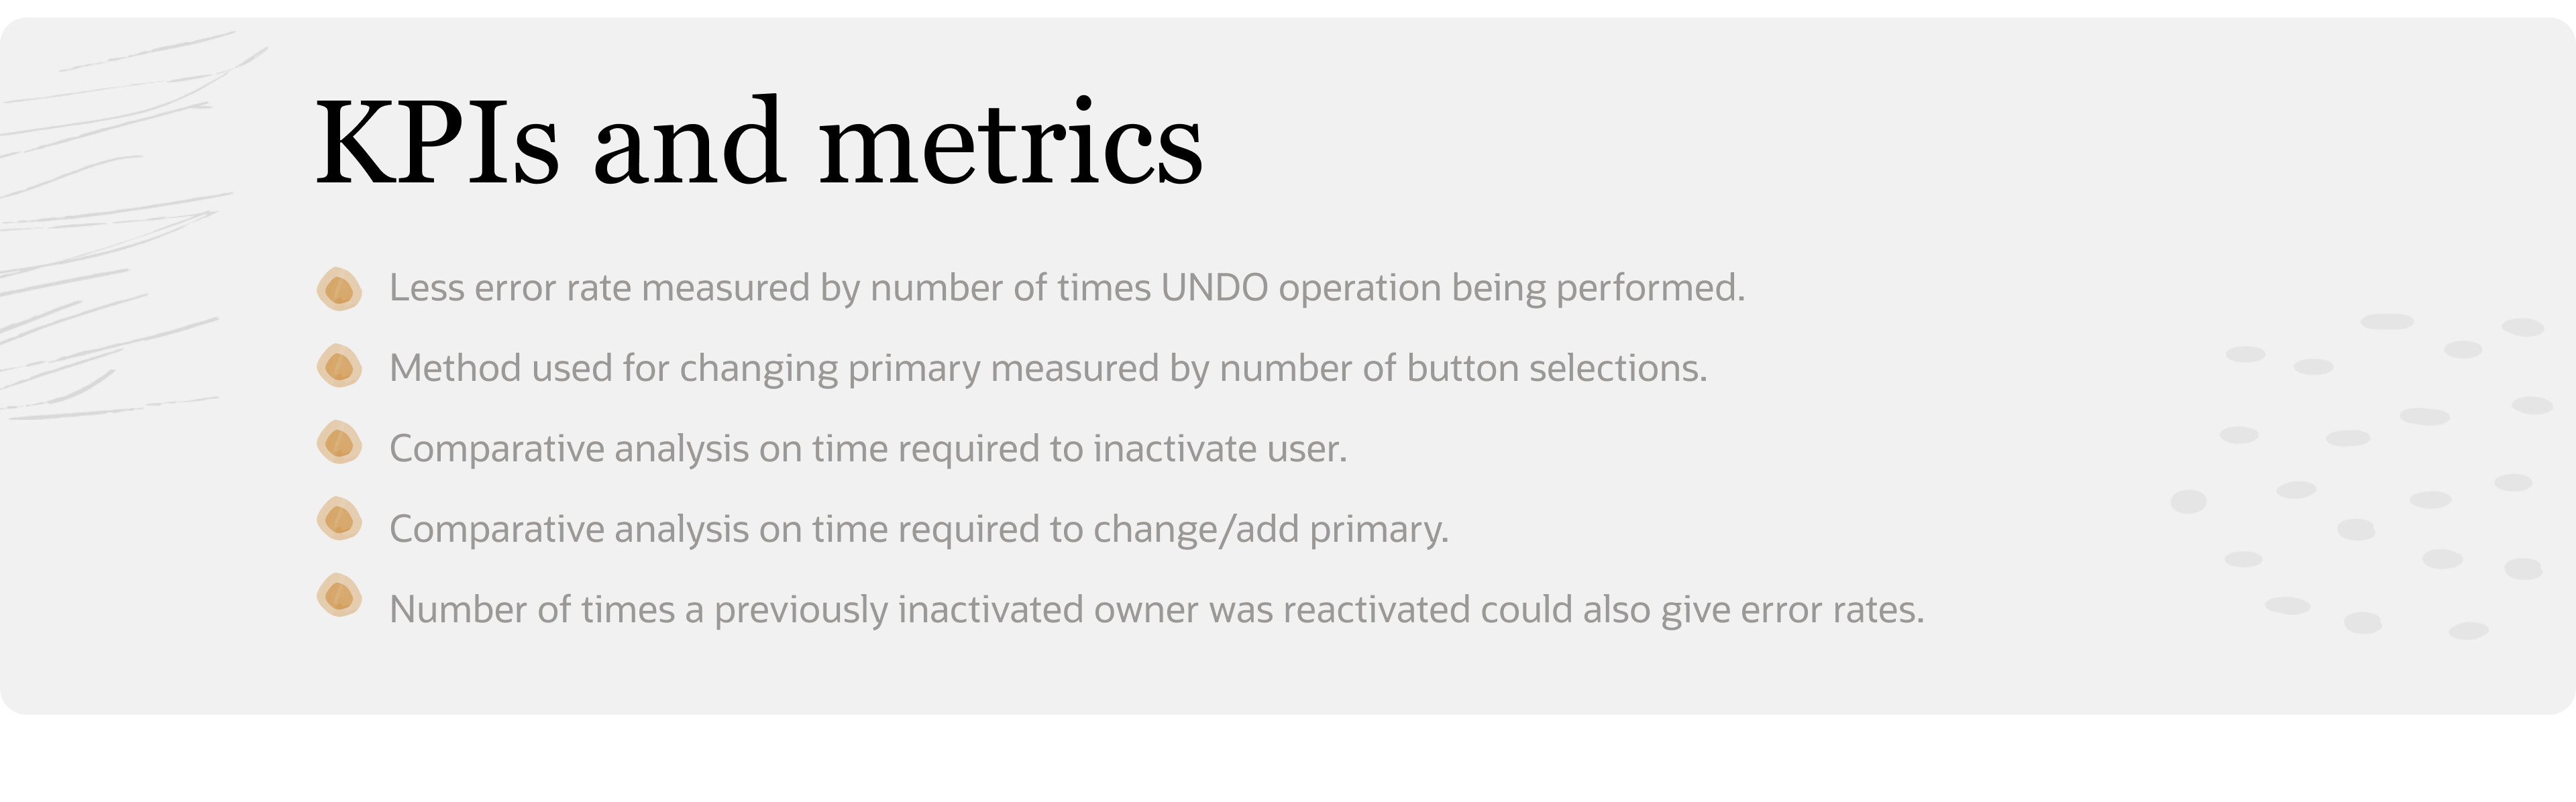 KPIs and metrics
Less error rate measured by number of times UNDO operation being performed.
Method used for changing primary measured by number of button selections.
Comparative analysis on time required to inactivate user.
Comparative analysis on time required to change/add primary.
Number of times a previously inactivated owner was reactivated could also give error rates.